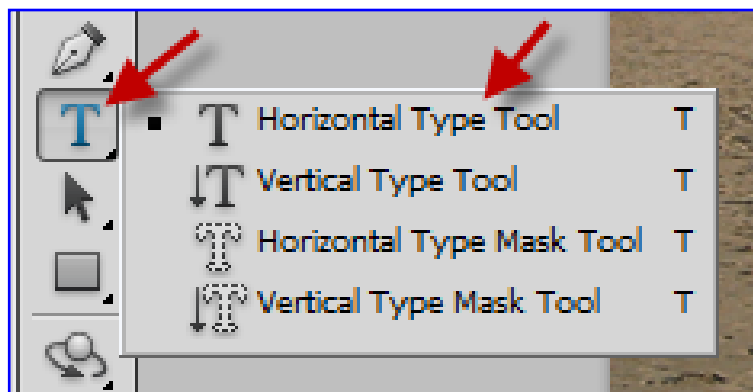 T Horizontal Type Tool T
Vertical Type Tool T
Horizontal Type Mask Tool T
Vertical Type Mask Tool T